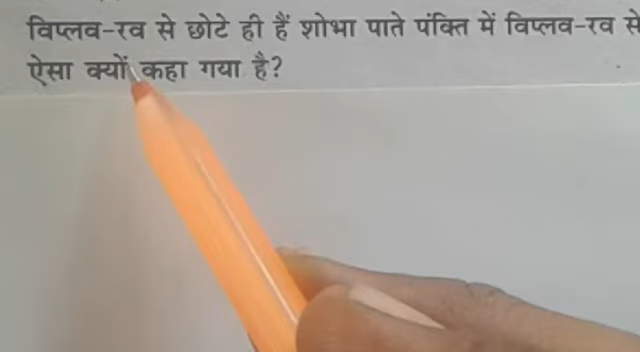 विप्लव-रव से छोटे ही हैं शोभा पाते पंक्ति में विप्लव-रव से
ऐसा क्यों कहा गया है?